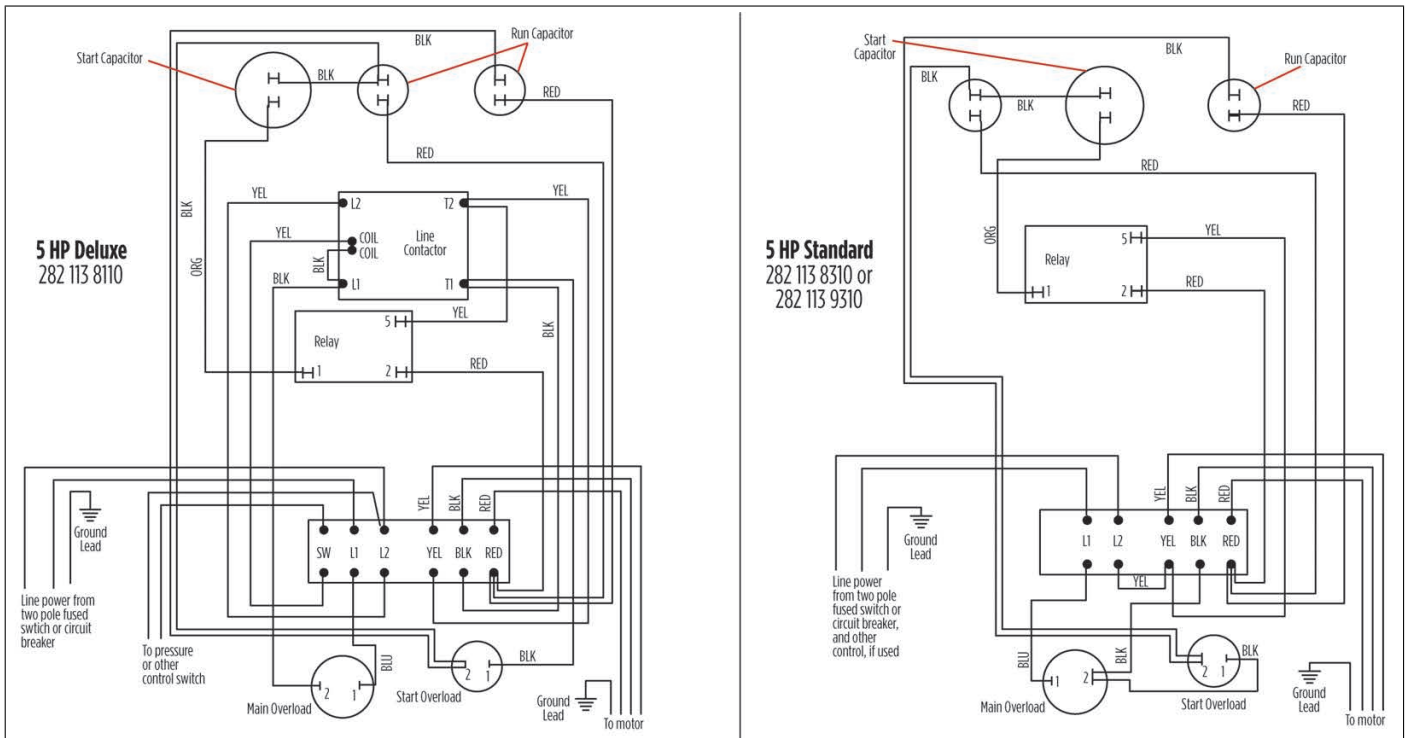 BLK
Run Capacitor
Start Capacitor
BLK
RED
RED
YEL
YEL
L2
T2
BLK
YEL
COIL
COIL
Line
Contactor
5 HP Deluxe
282 113 8110
ORG
BLK
BLK
L1
T1
YEL
5
BLK
Relay
1
2
RED
YEL
BLK
RED
Ground
Lead
SW
L1
L2
YEL
BLK
RED
Line power from
two pole fused
swtich or circuit
breaker
To pressure
or other
control switch
BLU
BLK
2
1
2
1
Main Overload
Start Overload
Ground
Lead
To motor
Start
Capacitor
BLK
Run Capacitor
BLK
BLK
RED
RED
5 HP Standard
282 113 8310 or
282 113 9310
ORG
YEL
5
Relay
1
2
RED
YEL
BLK
RED
Ground
Lead
L1
L2
YEL
BLK
RED
YEL
Line power
from two pole
fused switch or
circuit breaker,
and other
control, if used
BLU
BLK
BLK
1
2
2
1
Main Overload
Start Overload
Ground
Lead
To motor